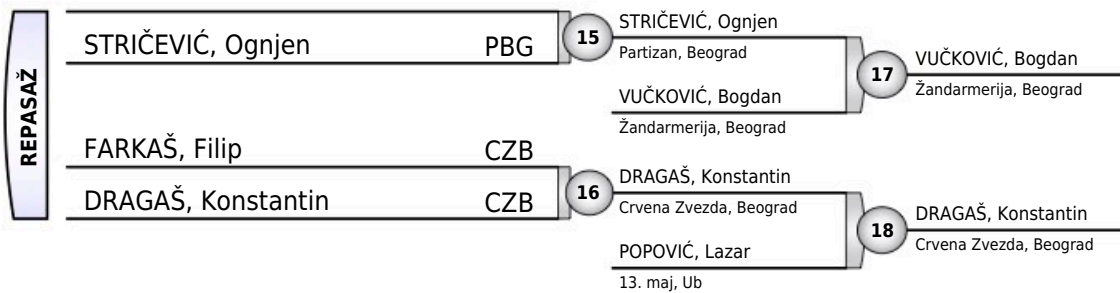 REPASAŽ
STRIČEVIĆ, Ognjen PBG
FARKAŠ, Filip CZB
DRAGAŠ, Konstantin CZB
15
STRIČEVIĆ, Ognjen
Partizan, Beograd
VUČKOVIĆ, Bogdan
Žandarmerija, Beograd
16
DRAGAŠ, Konstantin
Crvena Zvezda, Beograd
POPOVIĆ, Lazar
13. maj, Ub
17
VUČKOVIĆ, Bogdan
Žandarmerija, Beograd
18
DRAGAŠ, Konstantin
Crvena Zvezda, Beograd